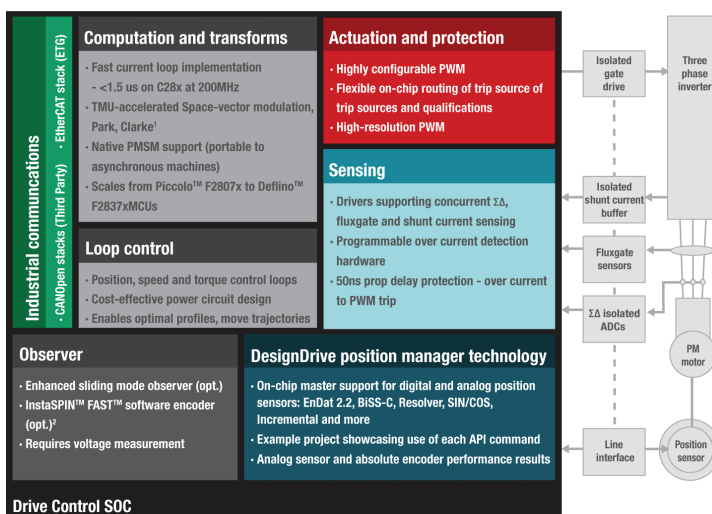 Industrial communcations
· CANOpen stacks (Third Party)
· EtherCAT stack (ETG)
Computation and transforms
· Fast current loop implementation
- <1.5 us on C28x at 200MHz
· TMU-accelerated Space-vector modulation,
Park, Clarke¹
· Native PMSM support (portable to
asynchronous machines)
· Scales from Piccolo™ F2807x to Deflino™
F2837xMCUs
Loop control
· Position, speed and torque control loops
· Cost-effective power circuit design
· Enables optimal profiles, move trajectories
Actuation and protection
· Highly configurable PWM
· Flexible on-chip routing of trip source of
trip sources and qualifications
· High-resolution PWM
Sensing
· Drivers supporting concurrent ΣΔ,
fluxgate and shunt current sensing
· Programmable over current detection
hardware
· 50ns prop delay protection - over current
to PWM trip
Observer
· Enhanced sliding mode observer (opt.)
· InstaSPIN™ FAST™ software encoder
(opt.)²
· Requires voltage measurement
DesignDrive position manager technology
· On-chip master support for digital and analog position
sensors: EnDat 2.2, BiSS-C, Resolver, SIN/COS,
Incremental and more
· Example project showcasing use of each API command
· Analog sensor and absolute encoder performance results
Drive Control SOC
Isolated
gate
drive
Three
phase
inverter
Isolated
shunt current
buffer
Fluxgate
sensors
ΣΔ isolated
ADCs
PM
motor
Line
interface
Position
sensor